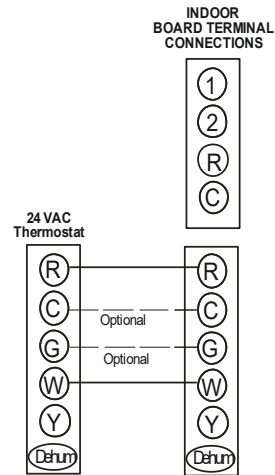 INDOOR
BOARD TERMINAL
CONNECTIONS
1
2
R
C
24 VAC
Thermostat
R R
C Optional C
G Optional G
W W
Y Y
Dehum Dehum